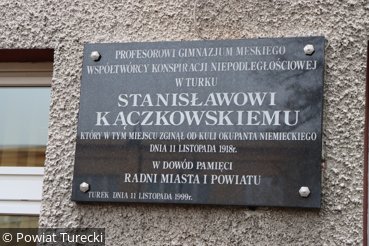 PROFESOROWI GIMNAZJUM MĘSKIEGO
WSPÓŁTWÓRCY KONSPIRACJI NIEPODLEGŁOŚCIOWEJ
W TURKU
STANISŁAWOWI
KĄCZKOWSKIEMU
KTÓRY W TYM MIEJSCU ZGINĄŁ OD KULI OKUPANTA NIEMIECKIEGO
DNIA 11 LISTOPADA 1918r.
W DOWÓD PAMIĘCI
RADNI MIASTA I POWIATU
TUREK DNIA 11 LISTOPADA 1999r.
© Powiat Turecki